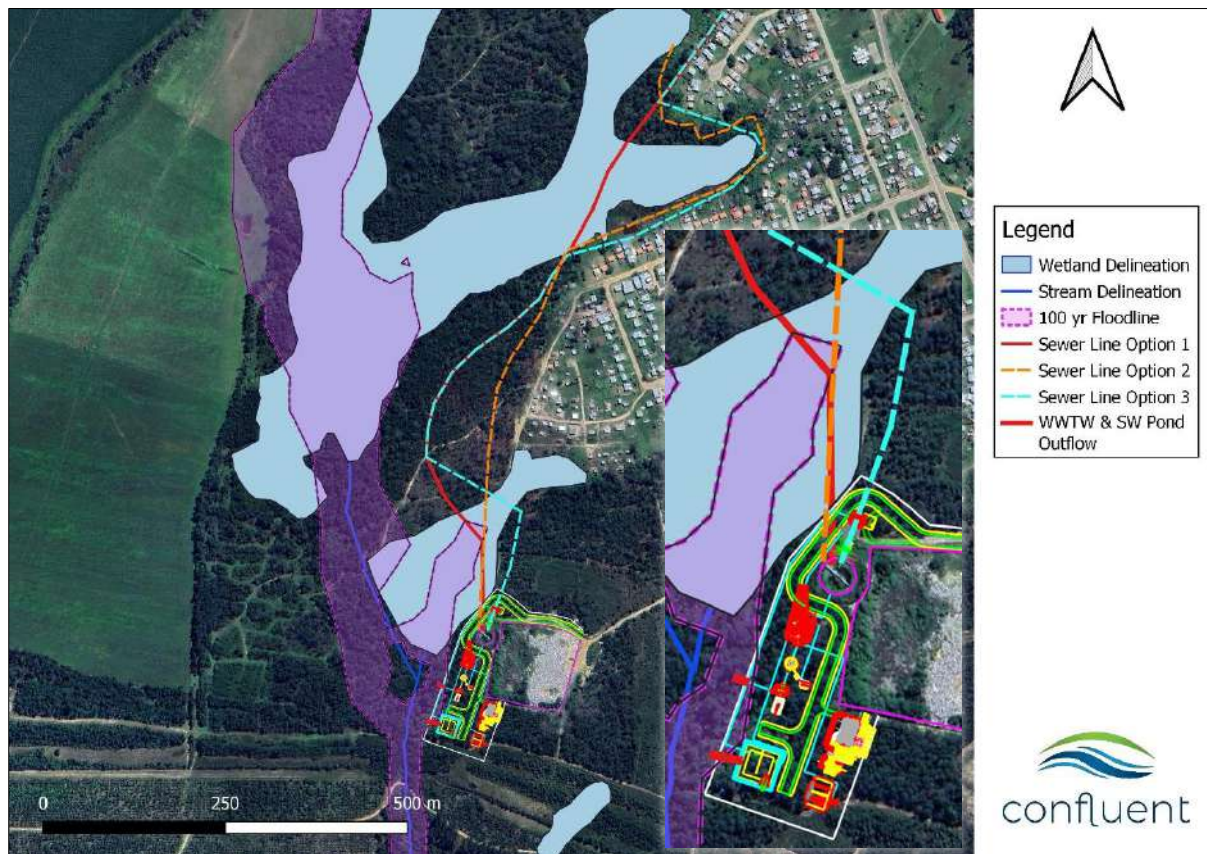 Legend
Wetland Delineation
Stream Delineation
100 yr Floodline
Sewer Line Option 1
Sewer Line Option 2
Sewer Line Option 3
WWTW & SW Pond
Outflow
0 250 500 m
confluent